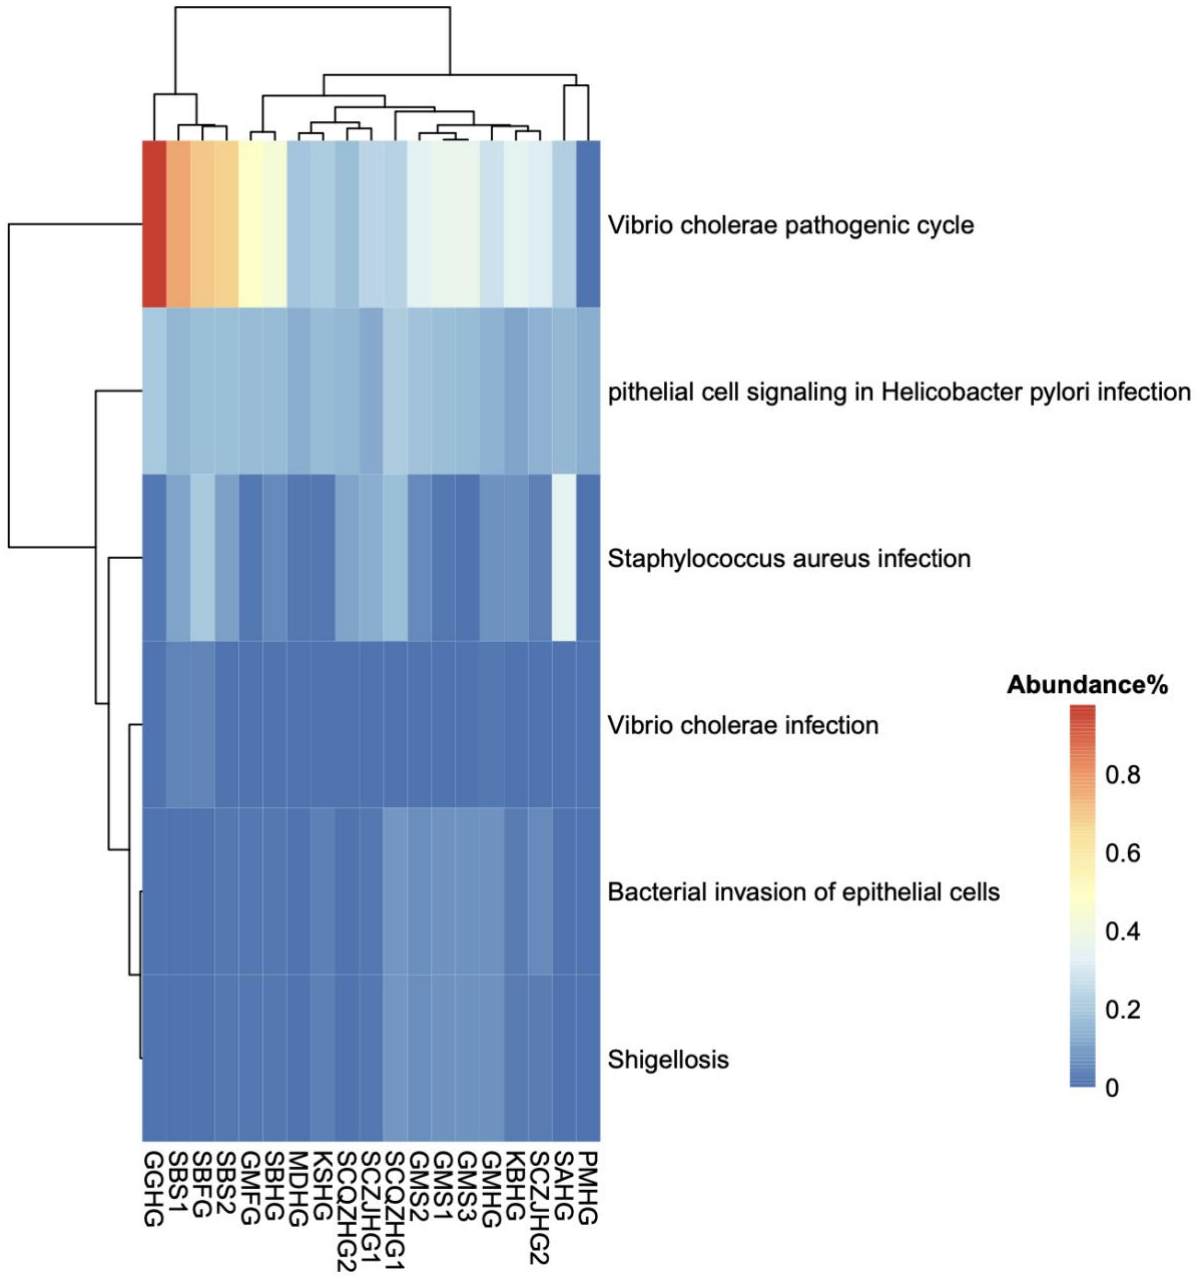 Vibrio cholerae pathogenic cycle
pithelial cell signaling in Helicobacter pylori infection
Staphylococcus aureus infection
Vibrio cholerae infection
Bacterial invasion of epithelial cells
Shigellosis
Abundance%
0.8
0.6
0.4
0.2
0
GGHG
SBS1
SBFG
SBS2
GMFG
SBHG
MDHG
KSHG
SCQZHG2
SCZJHG1
SCQZHG1
GMS2
GMS1
GMS3
GMHG
KBHG
SCZJHG2
SAHG
PMHG